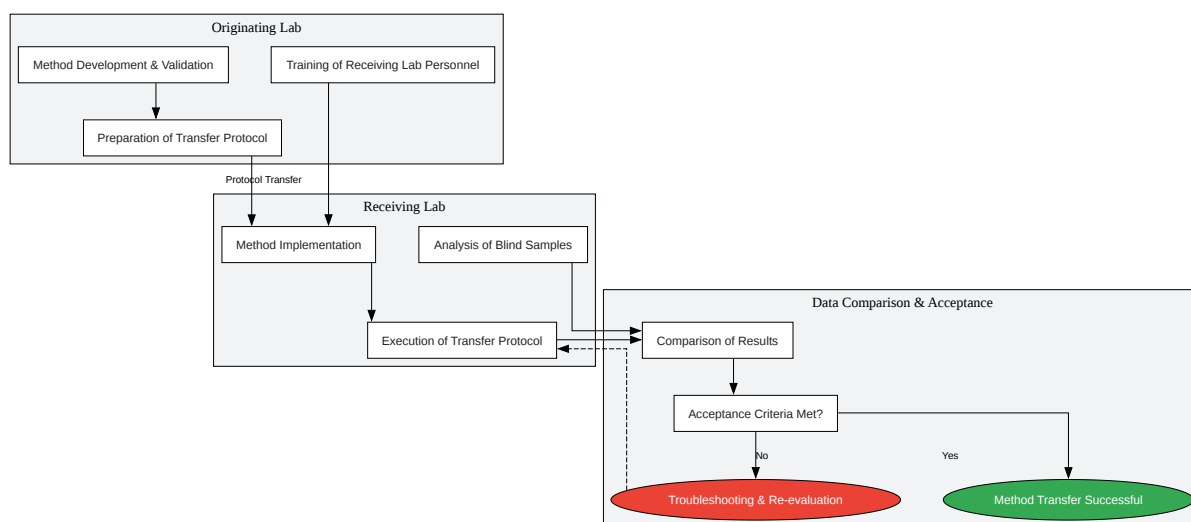 Originating Lab
Method Development & Validation
Training of Receiving Lab Personnel
Preparation of Transfer Protocol
Protocol Transfer
Receiving Lab
Method Implementation
Analysis of Blind Samples
Data Comparison & Acceptance
Execution of Transfer Protocol
Comparison of Results
Acceptance Criteria Met?
No
Yes
Troubleshooting & Re-evaluation
Method Transfer Successful